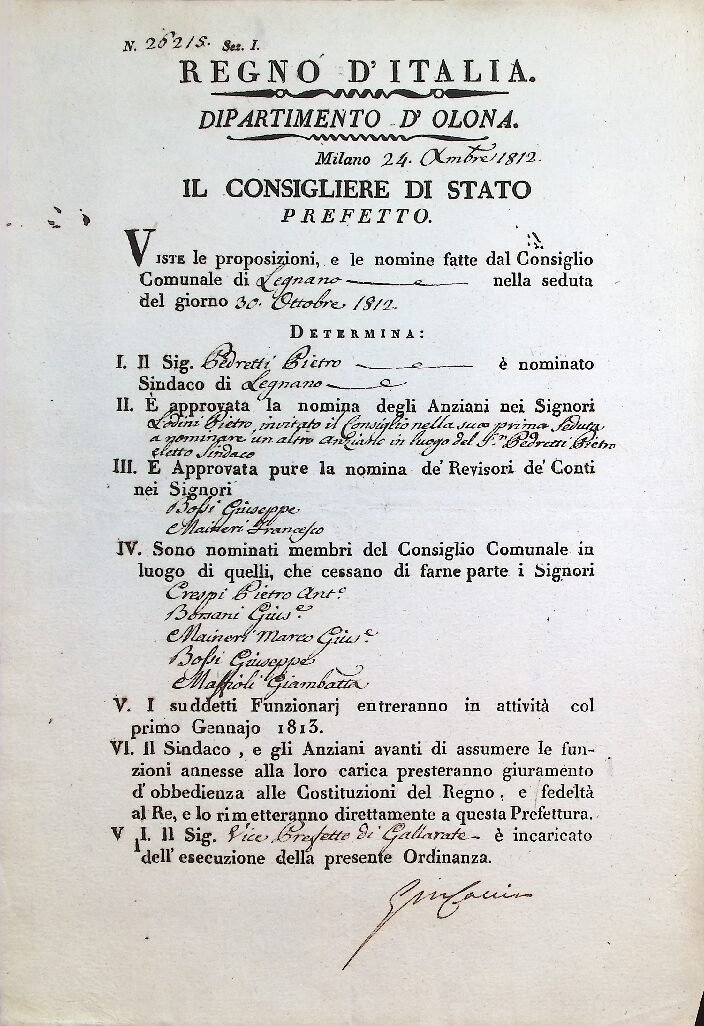 N. 26215. Sez. I.
REGNO D'ITALIA.
DIPARTIMENTO D'OLONA.
Milano 24. Xmbre 1812.
IL CONSIGLIERE DI STATO
PREFETTO.
VISTE le proposizioni, e le nomine fatte dal Consiglio
Comunale di Legnano nella seduta
del giorno 30. Ottobre 1812.
DETERMINA:
I. Il Sig. Pedretti Pietro è nominato
Sindaco di Legnano
II. È approvata la nomina degli Anziani nei Signori
Lodini Pietro, invitato il Consiglio nella sua prima Seduta
a nominare un altro Anziano in luogo del Sr. Pedretti Pietro
eletto Sindaco
III. È Approvata pure la nomina de' Revisori de' Conti
nei Signori
Bossi Giuseppe
Maineri Francesco
IV. Sono nominati membri del Consiglio Comunale in
luogo di quelli, che cessano di farne parte i Signori
Crespi Pietro Ant.e
Borsani Gius.e
Maineri Marco Gius.e
Bossi Giuseppe
Maffioli Giambatta
V. I suddetti Funzionarj entreranno in attività col
primo Gennajo 1813.
VI. Il Sindaco, e gli Anziani avanti di assumere le fun-
zioni annesse alla loro carica presteranno giuramento
d'obbedienza alle Costituzioni del Regno, e fedeltà
al Re, e lo rimetteranno direttamente a questa Prefettura.
VII. Il Sig. Vice Prefetto di Gallarate è incaricato
dell'esecuzione della presente Ordinanza.